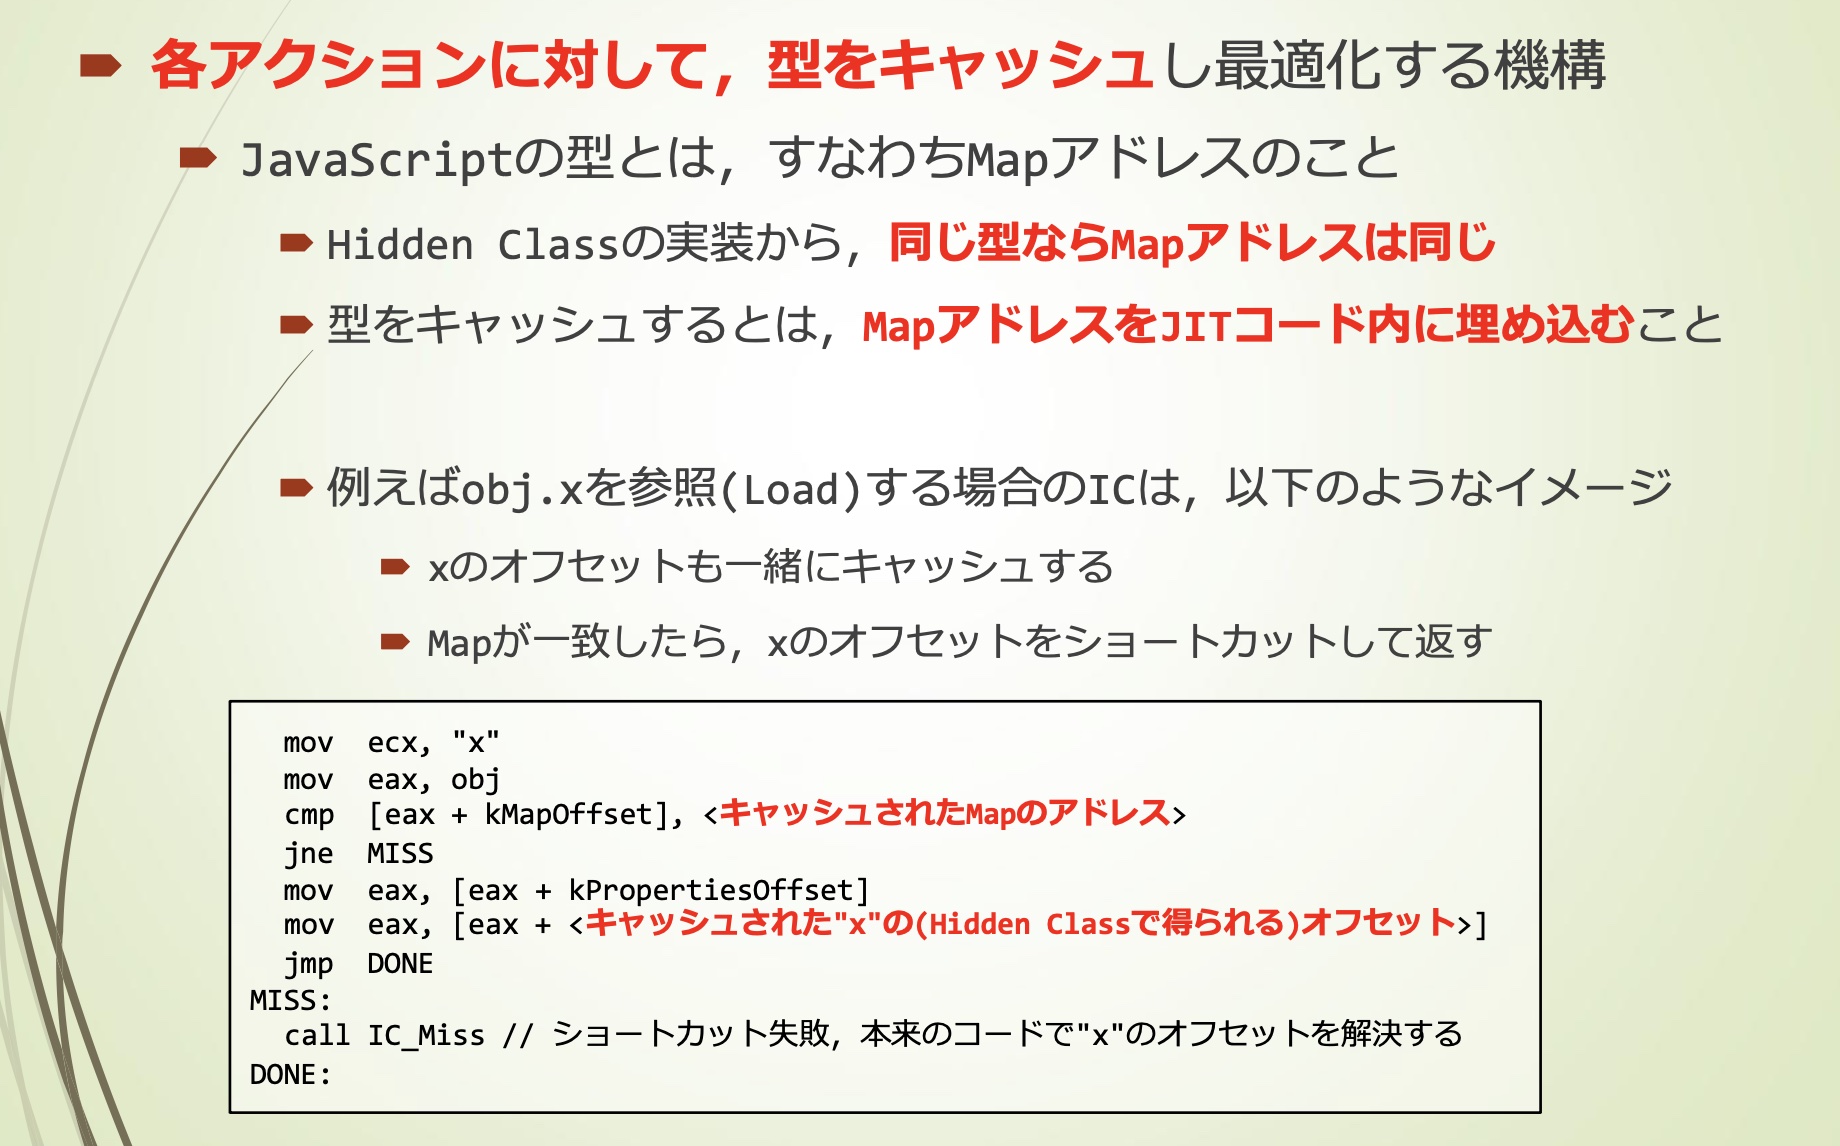 各アクションに対して，型をキャッシュし最適化する機構
JavaScriptの型とは，すなわちMapアドレスのこと
Hidden Classの実装から，同じ型ならMapアドレスは同じ
型をキャッシュするとは，MapアドレスをJITコード内に埋め込むこと
例えばobj.xを参照(Load)する場合のICは，以下のようなイメージ
xのオフセットも一緒にキャッシュする
Mapが一致したら，xのオフセットをショートカットして返す
mov ecx, "x"
mov eax, obj
cmp [eax + kMapOffset], <キャッシュされたMapのアドレス>
jne MISS
mov eax, [eax + kPropertiesOffset]
mov eax, [eax + <キャッシュされた"x"の(Hidden Classで得られる)オフセット>]
jmp DONE
MISS:
call IC_Miss // ショートカット失敗，本来のコードで"x"のオフセットを解決する
DONE: